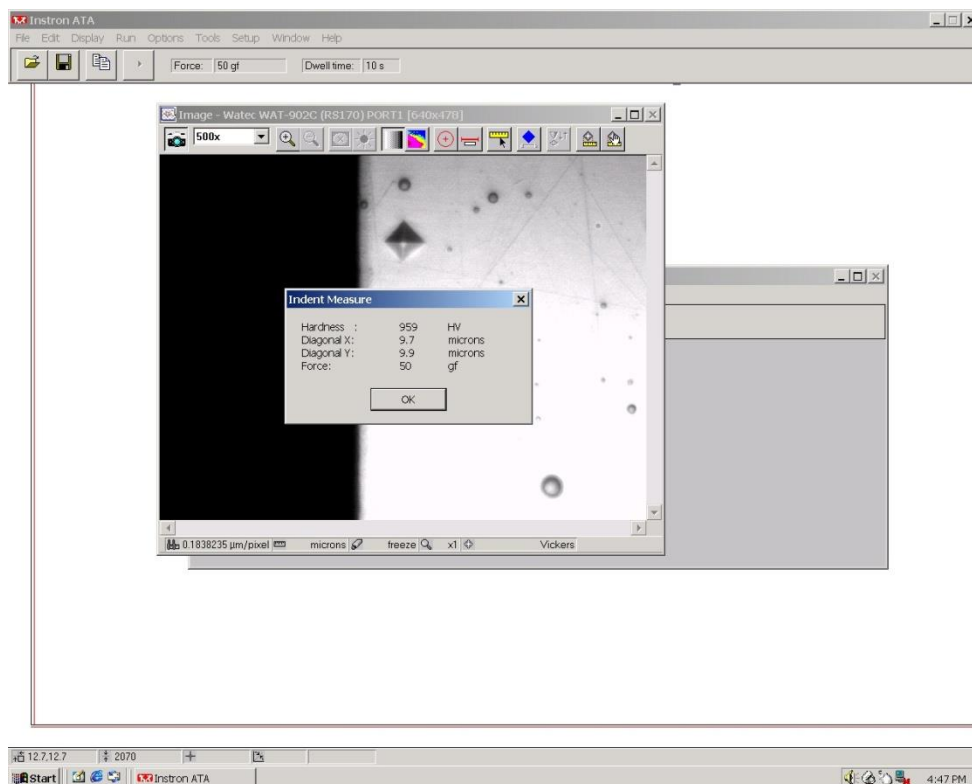 Instron ATA
File Edit Display Run Options Tools Setup Window Help
Force: 50 gf Dwell time: 10 s
Image - Watec WAT-902C (RS170) PORT1 [640x478]
500x
Indent Measure
Hardness : 959 HV
Diagonal X: 9.7 microns
Diagonal Y: 9.9 microns
Force: 50 gf
OK
0.1838235 µm/pixel microns freeze x1 Vickers
12.7,12.7 2070
Start Instron ATA 4:47 PM